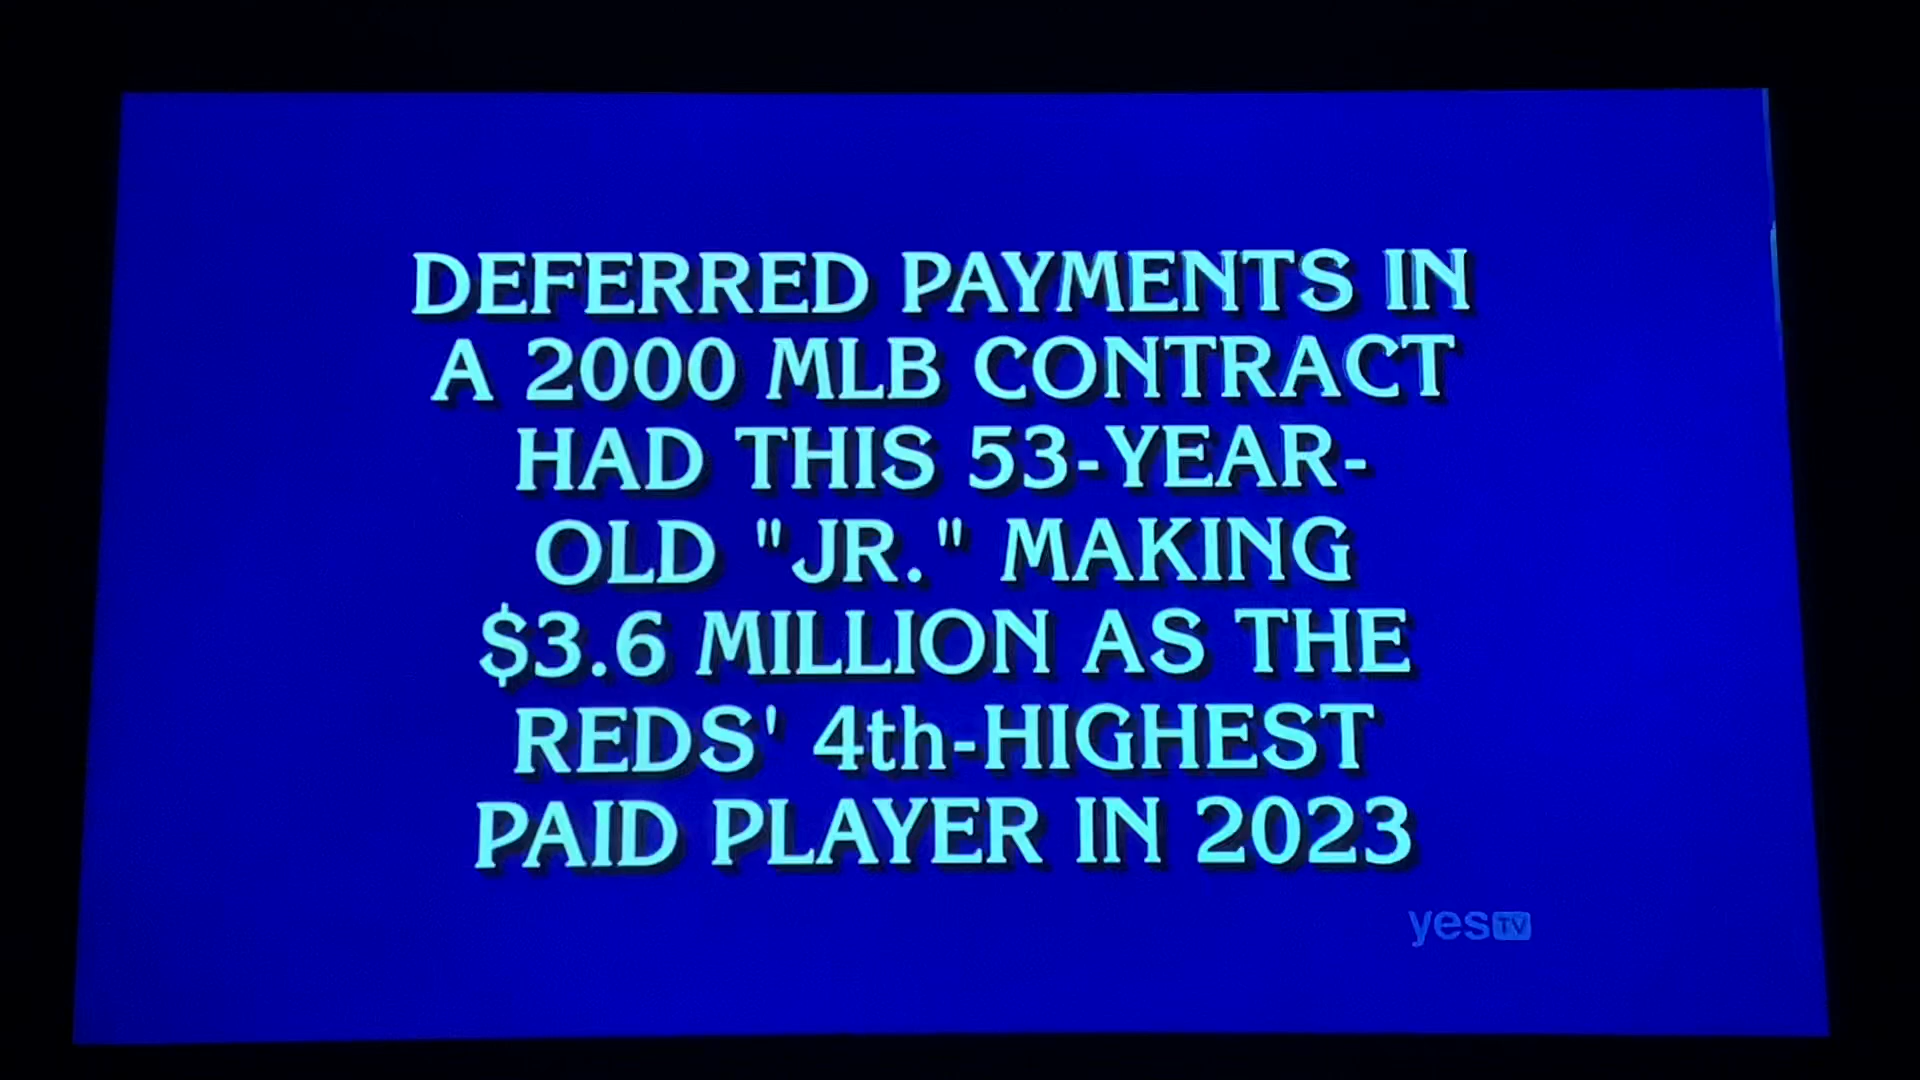 DEFERRED PAYMENTS IN
A 2000 MLB CONTRACT
HAD THIS 53-YEAR-
OLD "JR." MAKING
$3.6 MILLION AS THE
REDS' 4th-HIGHEST
PAID PLAYER IN 2023
yes TV